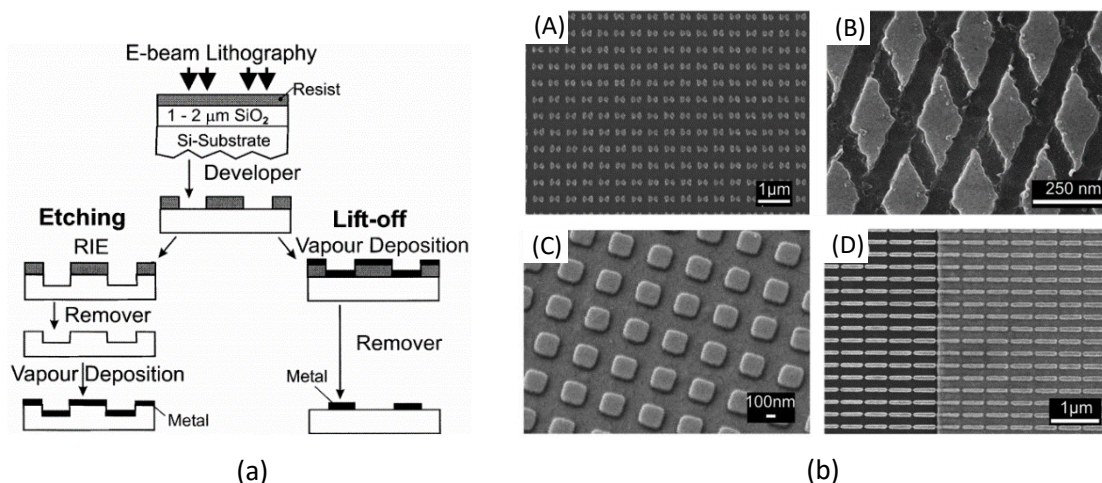 E-beam Lithography
Resist
1 - 2 μm SiO₂
Si-Substrate
Developer
Etching
RIE
Remover
Vapour Deposition
Metal
Lift-off
Vapour Deposition
Remover
Metal
(a)
(A)
1μm
(B)
250 nm
(C)
100nm
(D)
1μm
(b)